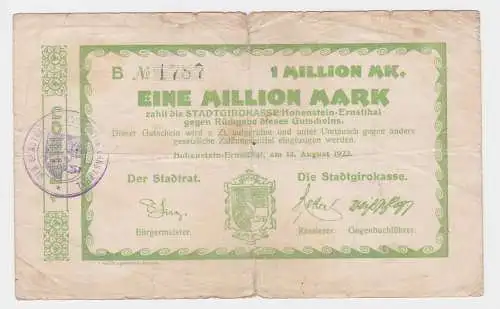 B № 1787
1 MILLION MK.
EINE MILLION MARK
zahlt die STADTGIROKASSE Hohenstein-Ernstthal
gegen Rückgabe dieses Gutscheins.
Dieser Gutschein wird z. Zt. aufgerufen und unter Umtausch gegen andere
gesetzliche Zahlungsmittel eingezogen werden.
Hohenstein-Ernstthal, am 14. August 1923.
Der Stadtrat.
Die Stadtgirokasse.
Bürgermeister.
Kassierer.
Gegenbuchführer.